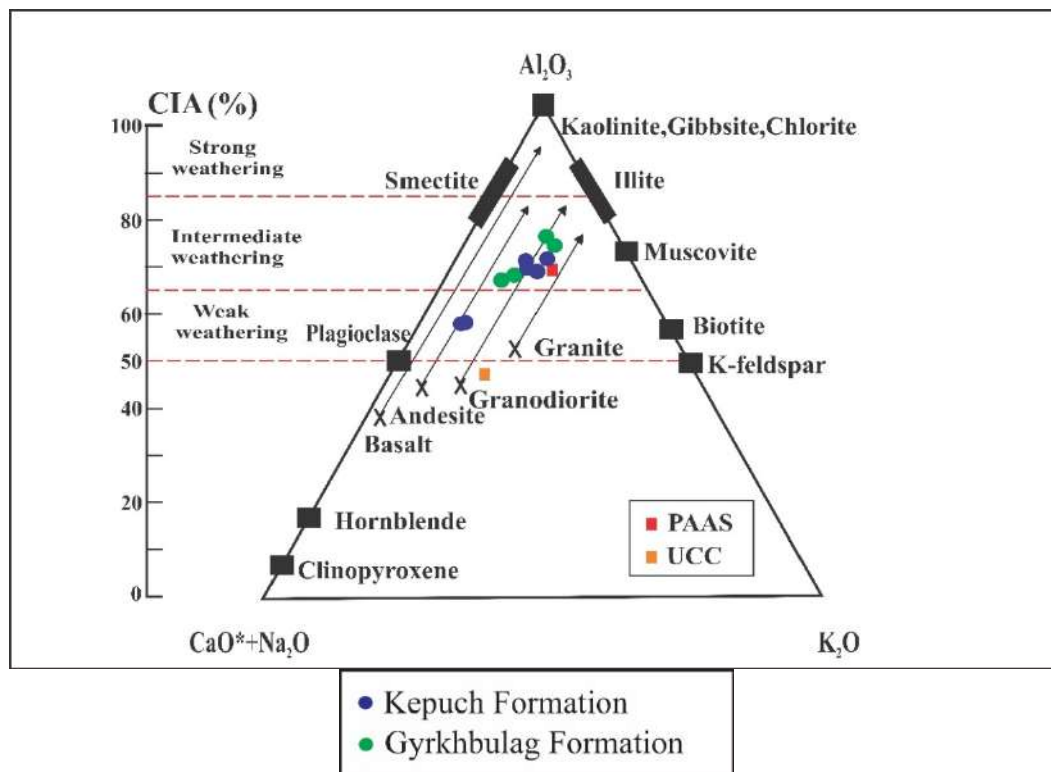 Al₂O₃
CIA (%)
100
Kaolinite,Gibbsite,Chlorite
Strong
weathering
Smectite
Illite
80
Intermediate
weathering
Muscovite
60
Weak
weathering
Plagioclase
Biotite
50
Granite
K-feldspar
40
Andesite
Granodiorite
Basalt
20
Hornblende
PAAS
UCC
Clinopyroxene
0
CaO*+Na₂O
K₂O
Kepuch Formation
Gyrkhbulag Formation